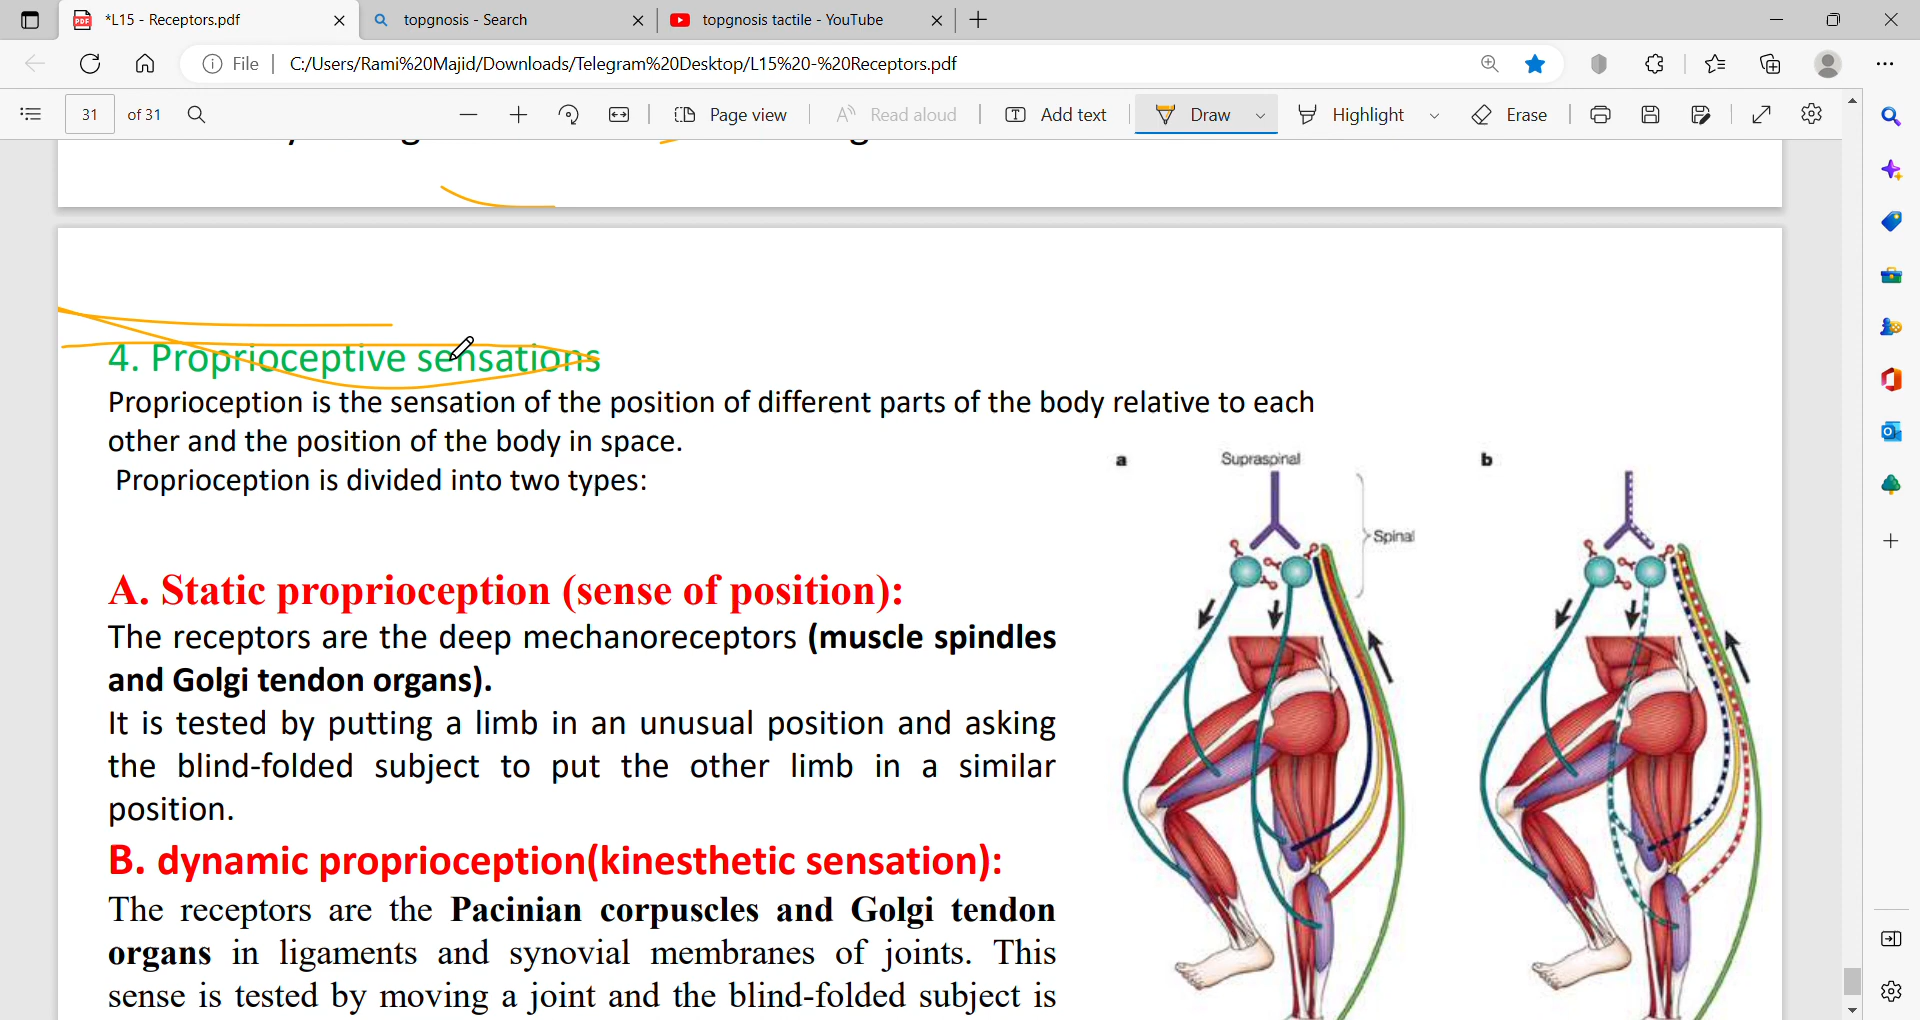 *L15 - Receptors.pdf
topgnosis - Search
topgnosis tactile - YouTube
File
C:/Users/Rami%20Majid/Downloads/Telegram%20Desktop/L15%20-%20Receptors.pdf
31
of 31
Page view
Read aloud
Add text
Draw
Highlight
Erase
4. Proprioceptive sensations
Proprioception is the sensation of the position of different parts of the body relative to each
other and the position of the body in space.
Proprioception is divided into two types:
a
Supraspinal
b
Spinal
A. Static proprioception (sense of position):
The receptors are the deep mechanoreceptors (muscle spindles
and Golgi tendon organs).
It is tested by putting a limb in an unusual position and asking
the blind-folded subject to put the other limb in a similar
position.
B. dynamic proprioception(kinesthetic sensation):
The receptors are the Pacinian corpuscles and Golgi tendon
organs in ligaments and synovial membranes of joints. This
sense is tested by moving a joint and the blind-folded subject is